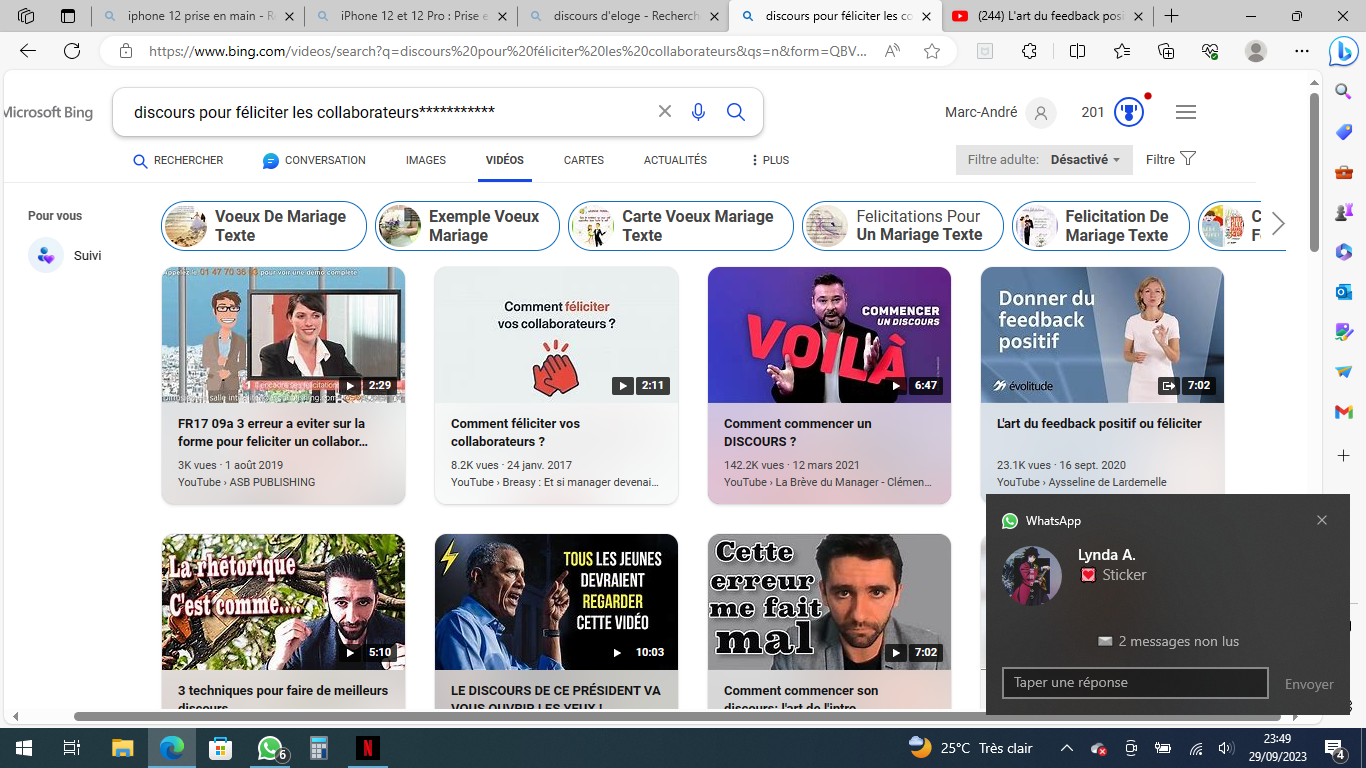 iphone 12 prise en main - R
iPhone 12 et 12 Pro : Prise e
discours d'eloge - Recherch
discours pour féliciter les co
(244) L'art du feedback posi
https://www.bing.com/videos/search?q=discours%20pour%20féliciter%20les%20collaborateurs&qs=n&form=QBV...
Microsoft Bing
discours pour féliciter les collaborateurs***********
Marc-André
201
RECHERCHER
CONVERSATION
IMAGES
VIDÉOS
CARTES
ACTUALITÉS
PLUS
Filtre adulte: Désactivé
Filtre
Pour vous
Suivi
Voeux De Mariage
Texte
Exemple Voeux
Mariage
Carte Voeux Mariage
Texte
Felicitations Pour
Un Mariage Texte
Felicitation De
Mariage Texte
Appelez le 01 47 70 36 63 pour voir une démo complète
2:29
FR17 09a 3 erreur a eviter sur la
forme pour feliciter un collabor...
3K vues · 1 août 2019
YouTube › ASB PUBLISHING
Comment féliciter
vos collaborateurs ?
2:11
Comment féliciter vos
collaborateurs ?
8.2K vues · 24 janv. 2017
YouTube › Breasy : Et si manager devenai...
COMMENCER
UN DISCOURS
VOILÀ
6:47
Comment commencer un
DISCOURS ?
142.2K vues · 12 mars 2021
YouTube › La Brève du Manager - Clémen...
Donner du
feedback
positif
évolitude
7:02
L'art du feedback positif ou féliciter
23.1K vues · 16 sept. 2020
YouTube › Aysseline de Lardemelle
La rhétorique
C'est comme....
5:10
3 techniques pour faire de meilleurs
discours
TOUS LES JEUNES
DEVRAIENT
REGARDER
CETTE VIDÉO
10:03
LE DISCOURS DE CE PRÉSIDENT VA
VOUS OUVRIR LES YEUX !
Cette
erreur
me fait
mal
7:02
Comment commencer son
discours: l'art de l'intro
WhatsApp
Lynda A.
Sticker
2 messages non lus
Taper une réponse
Envoyer
6
25°C Très clair
23:49
29/09/2023
4